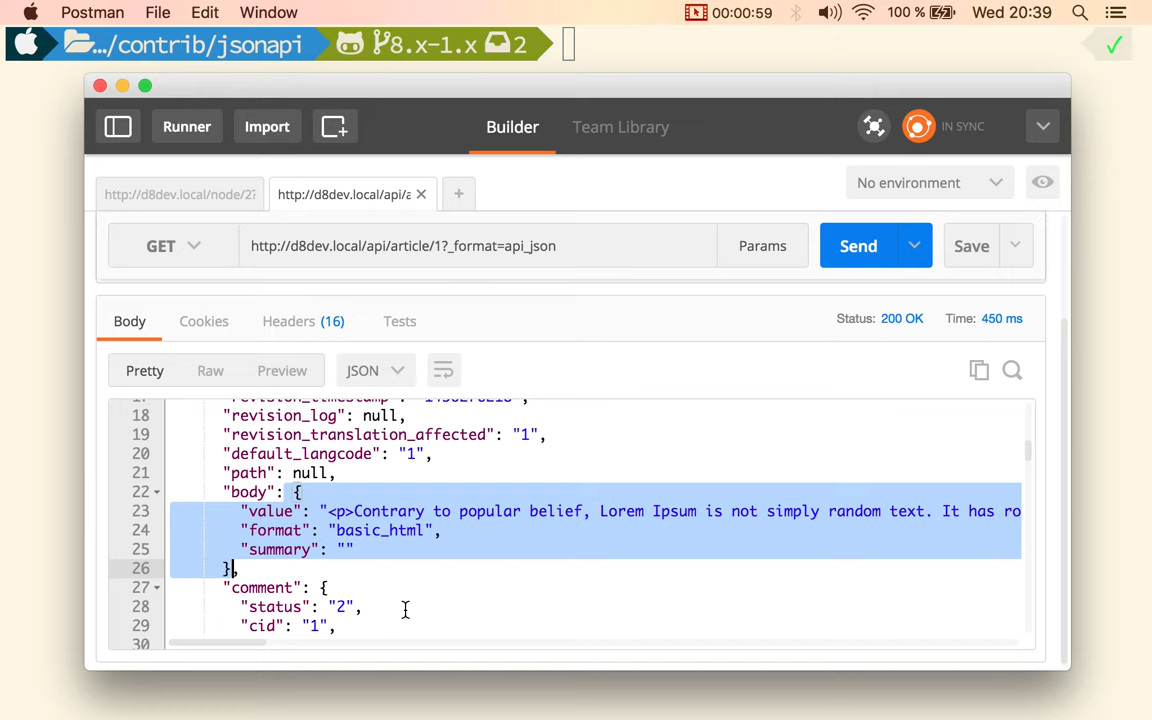 Postman File Edit Window 00:00:59 100 % Wed 20:39
.../contrib/jsonapi 8.x-1.x 2
Runner Import Builder Team Library IN SYNC
http://d8dev.local/node/2? http://d8dev.local/api/a No environment
GET http://d8dev.local/api/article/1?_format=api_json Params Send Save
Body Cookies Headers (16) Tests Status: 200 OK Time: 450 ms
Pretty Raw Preview JSON
17 "revision_timestamp": "1458276218",
18 "revision_log": null,
19 "revision_translation_affected": "1",
20 "default_langcode": "1",
21 "path": null,
22 "body": {
23 "value": "<p>Contrary to popular belief, Lorem Ipsum is not simply random text. It has ro
24 "format": "basic_html",
25 "summary": ""
26 },
27 "comment": {
28 "status": "2",
29 "cid": "1",
30